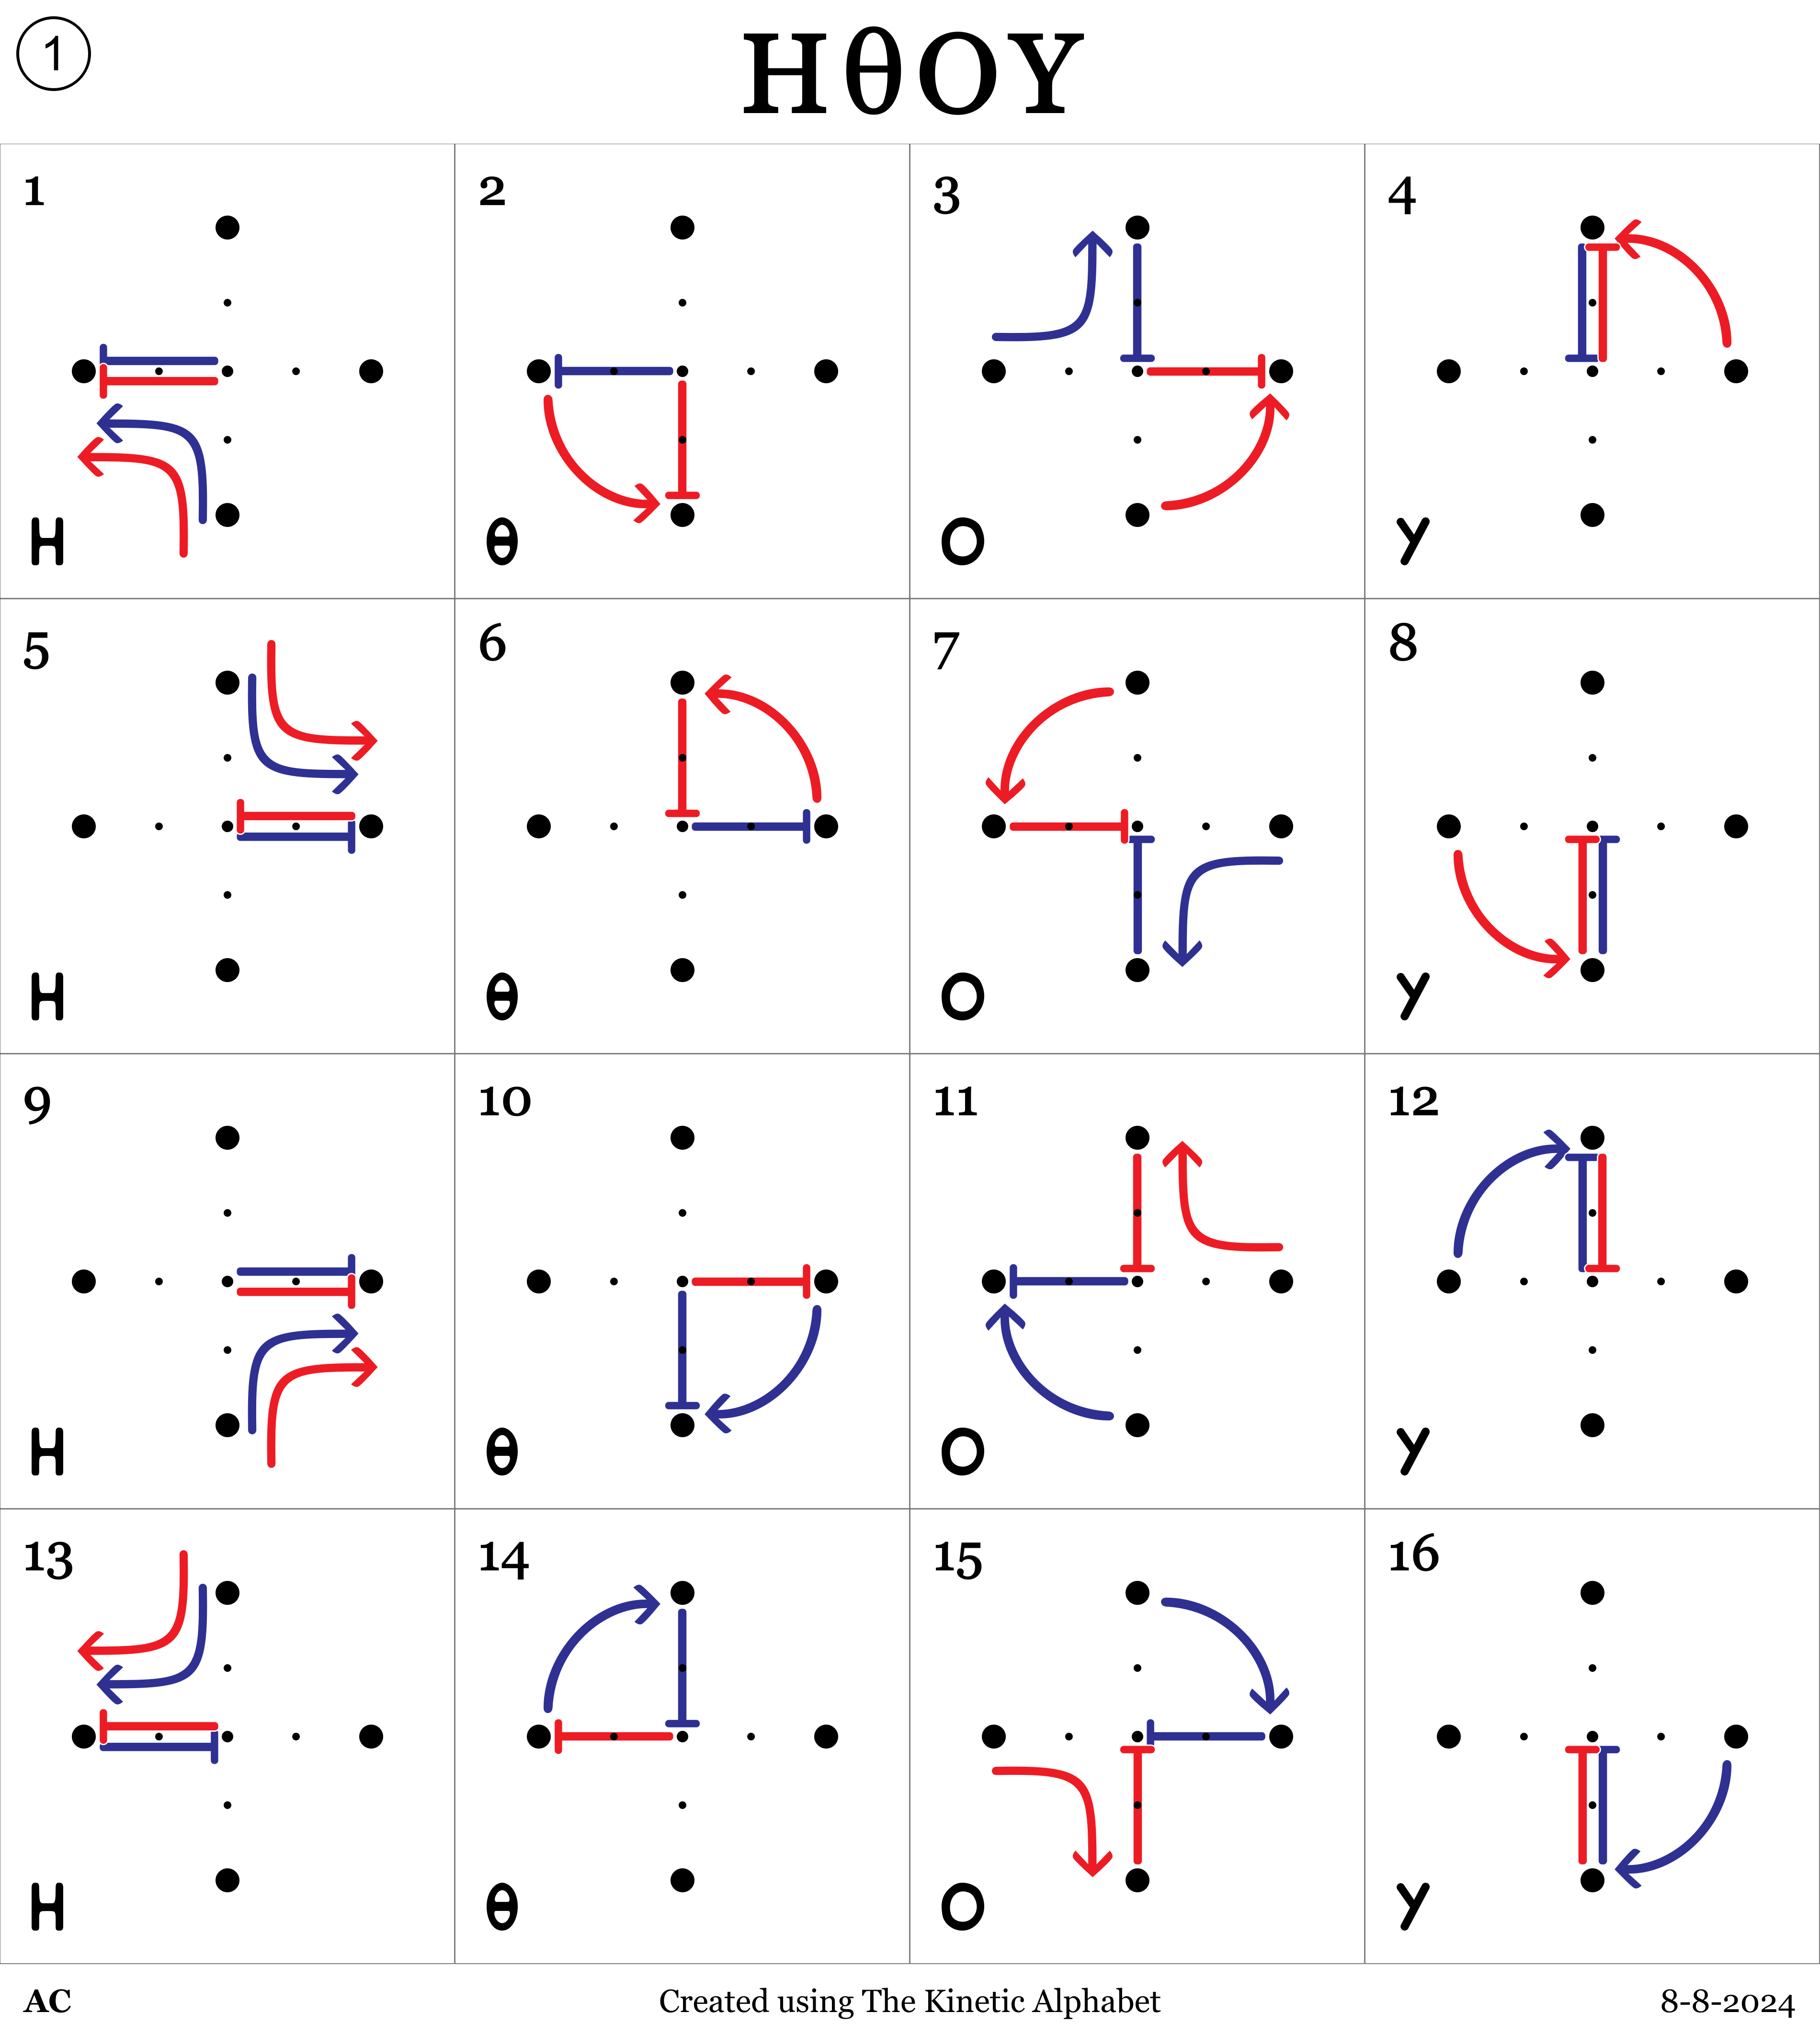 1
HθOY
1 2 3 4
H θ O Y
5 6 7 8
H θ O Y
9 10 11 12
H θ O Y
13 14 15 16
H θ O Y
AC Created using The Kinetic Alphabet 8-8-2024